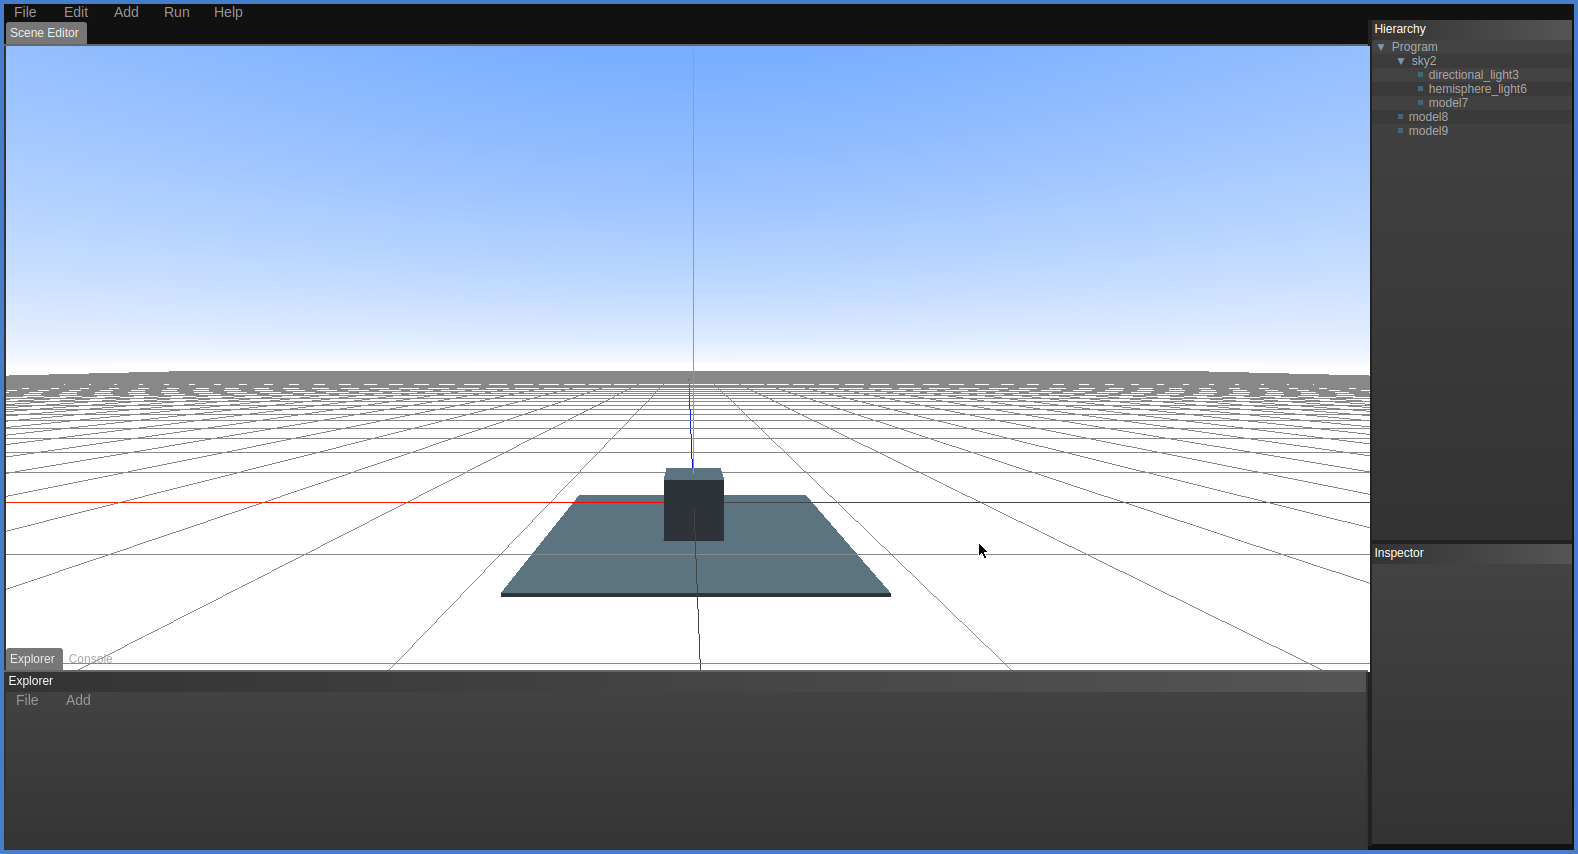 File Edit Add Run Help
Scene Editor
Hierarchy
Program
sky2
directional_light3
hemisphere_light6
model7
model8
model9
Inspector
Explorer Console
Explorer
File Add